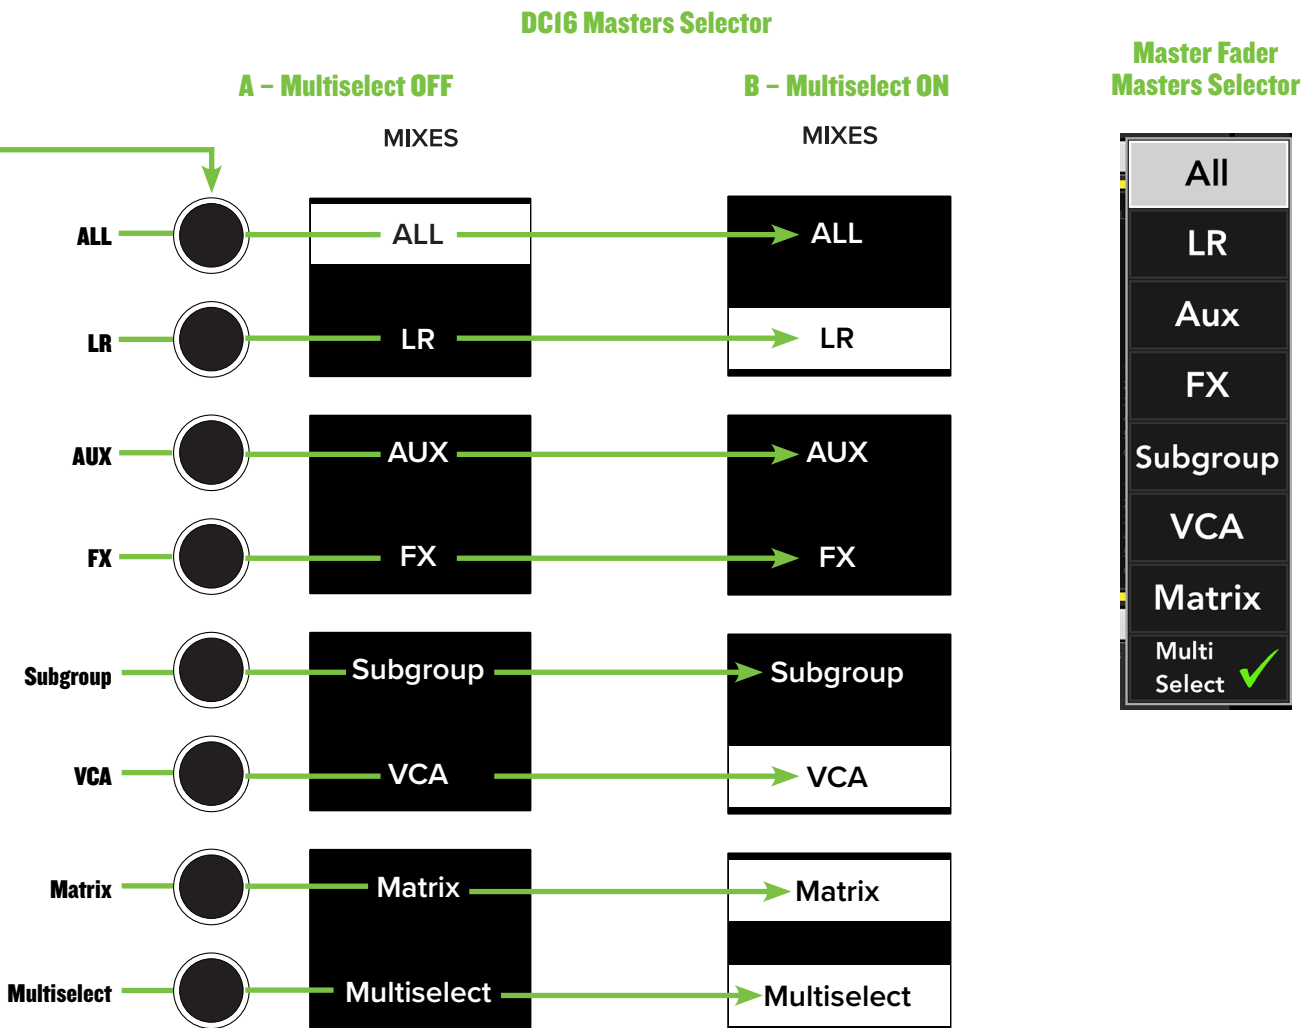 DC16 Masters Selector
A – Multiselect OFF
B – Multiselect ON
Master Fader
Masters Selector
MIXES
MIXES
ALL
ALL
ALL
LR
LR
LR
AUX
AUX
AUX
FX
FX
FX
Subgroup
Subgroup
Subgroup
VCA
VCA
VCA
Matrix
Matrix
Matrix
Multiselect
Multiselect
Multiselect
All
LR
Aux
FX
Subgroup
VCA
Matrix
Multi
Select